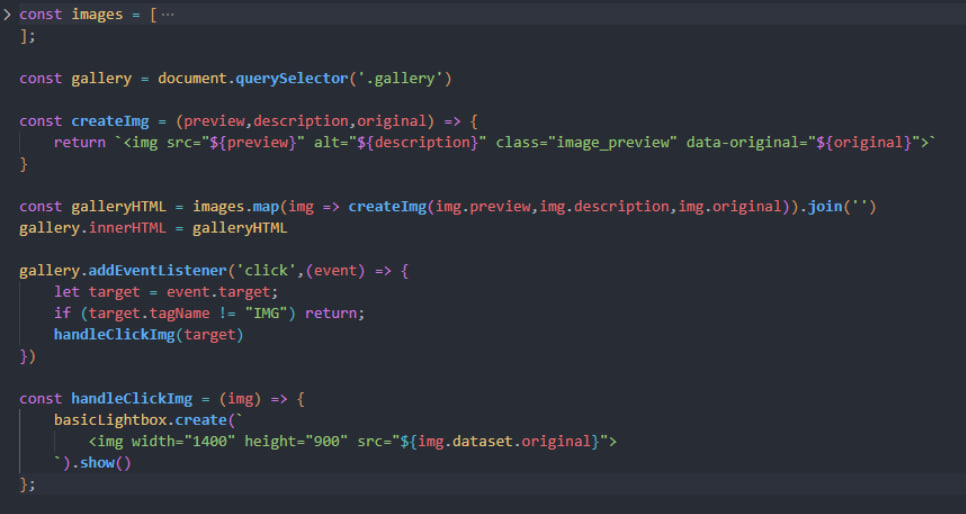 const images = [ ···
];
const gallery = document.querySelector('.gallery')
const createImg = (preview,description,original) => {
return `<img src="${preview}" alt="${description}" class="image_preview" data-original="${original}">`
}
const galleryHTML = images.map(img => createImg(img.preview,img.description,img.original)).join('')
gallery.innerHTML = galleryHTML
gallery.addEventListener('click',(event) => {
let target = event.target;
if (target.tagName != "IMG") return;
handleClickImg(target)
})
const handleClickImg = (img) => {
basicLightbox.create(`
<img width="1400" height="900" src="${img.dataset.original}">
`).show()
};